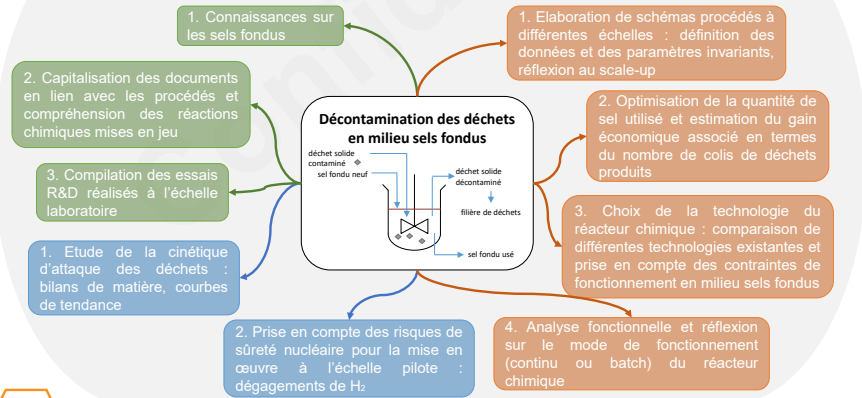 1. Connaissances sur
les sels fondus
2. Capitalisation des documents
en lien avec les procédés et
compréhension des réactions
chimiques mises en jeu
3. Compilation des essais
R&D réalisés à l'échelle
laboratoire
1. Etude de la cinétique
d'attaque des déchets :
bilans de matière, courbes
de tendance
2. Prise en compte des risques de
sûreté nucléaire pour la mise en
œuvre à l'échelle pilote :
dégagements de H₂
Décontamination des déchets
en milieu sels fondus
déchet solide
contaminé
sel fondu neuf
déchet solide
décontaminé
filière de déchets
sel fondu usé
1. Elaboration de schémas procédés à
différentes échelles : définition des
données et des paramètres invariants,
réflexion au scale-up
2. Optimisation de la quantité de
sel utilisé et estimation du gain
économique associé en termes
du nombre de colis de déchets
produits
3. Choix de la technologie du
réacteur chimique : comparaison de
différentes technologies existantes et
prise en compte des contraintes de
fonctionnement en milieu sels fondus
4. Analyse fonctionnelle et réflexion
sur le mode de fonctionnement
(continu ou batch) du réacteur
chimique